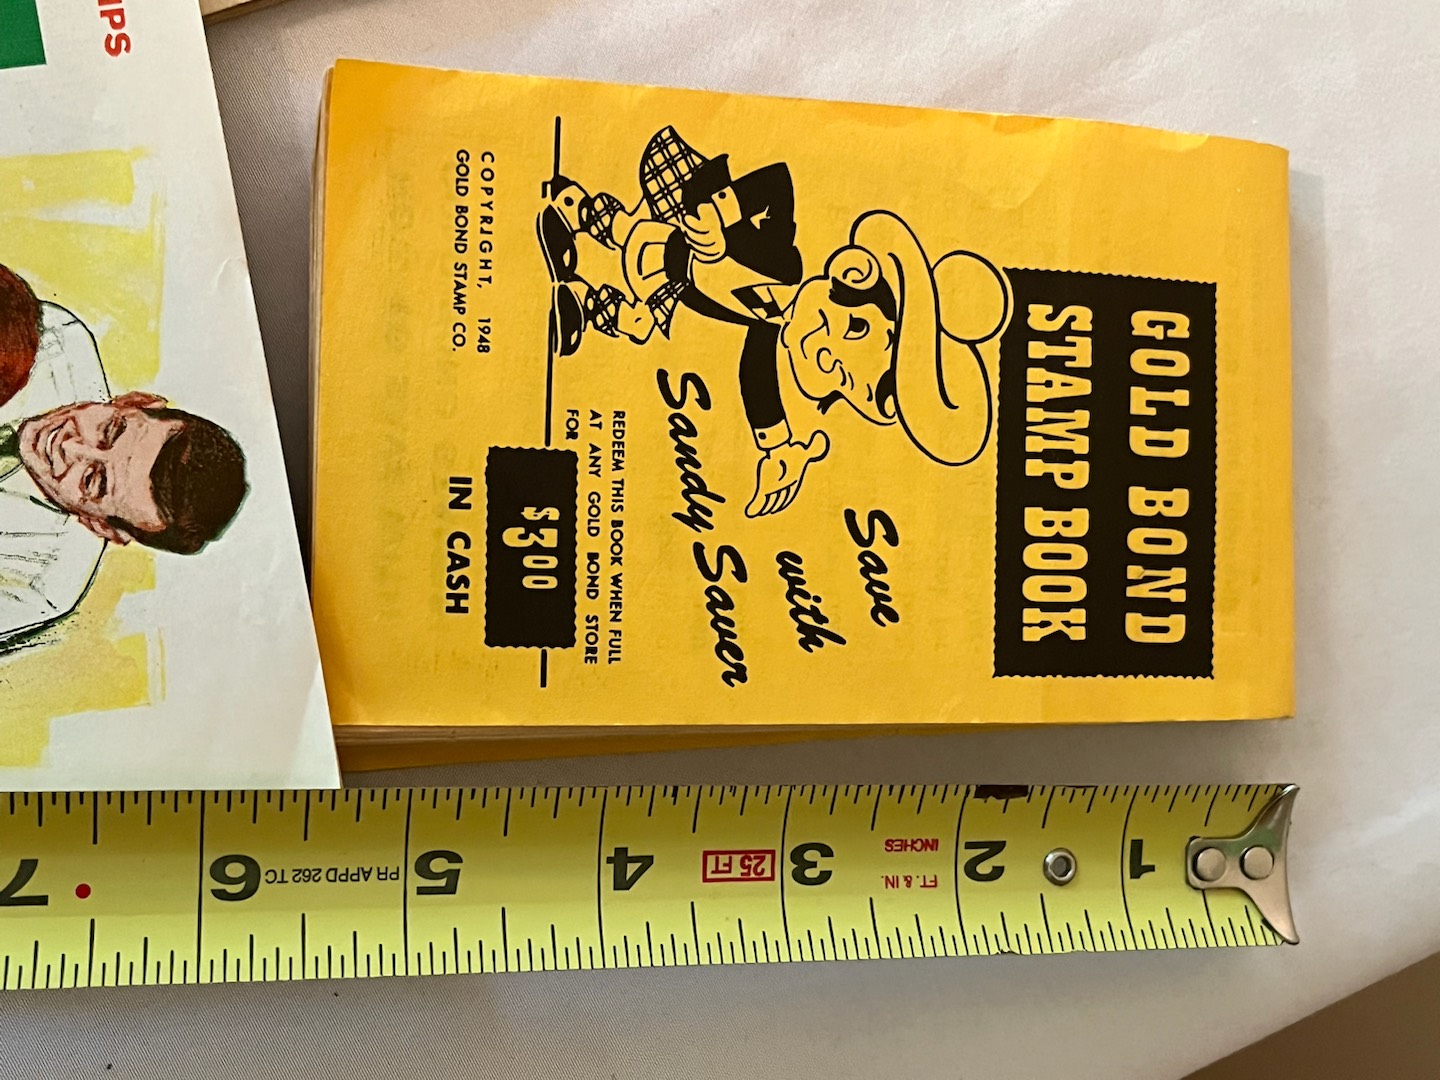 GOLD BOND
STAMP BOOK
Save
with
Sandy Saver
REDEEM THIS BOOK WHEN FULL
AT ANY GOLD BOND STORE
FOR
$3.00
IN CASH
COPYRIGHT, 1948
GOLD BOND STAMP CO.
1
2
3
4
5
6
7
INCHES
FT. & IN.
25 FT
PR APPD 262 TC